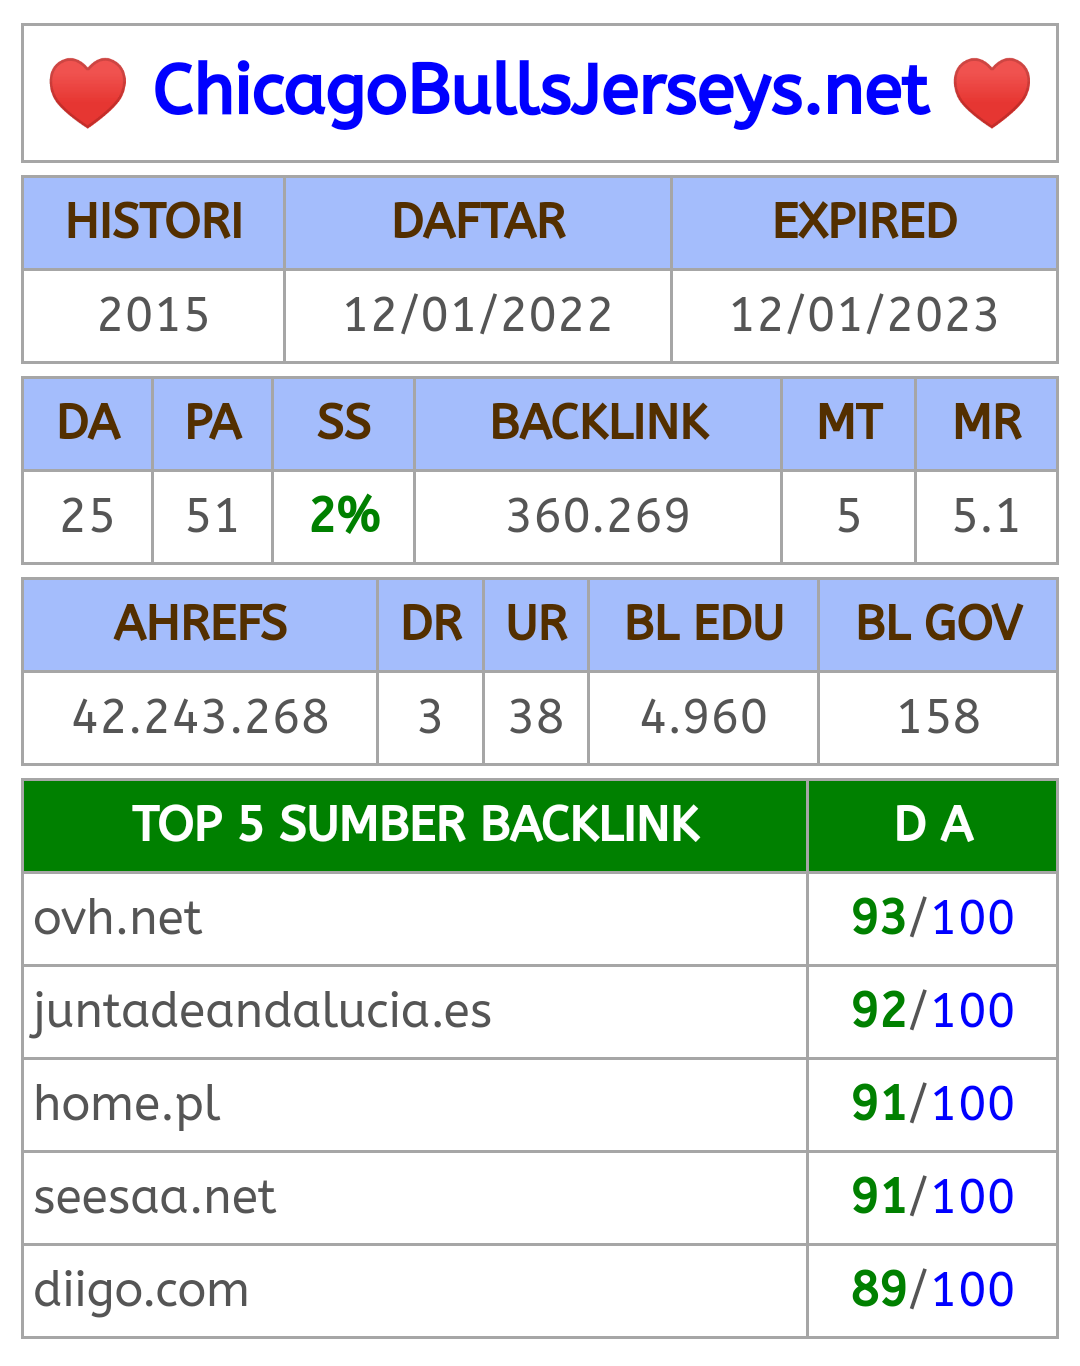 ChicagoBullsJerseys.net
HISTORI DAFTAR EXPIRED
2015 12/01/2022 12/01/2023
DA PA SS BACKLINK MT MR
25 51 2% 360.269 5 5.1
AHREFS DR UR BL EDU BL GOV
42.243.268 3 38 4.960 158
TOP 5 SUMBER BACKLINK D A
ovh.net 93/100
juntadeandalucia.es 92/100
home.pl 91/100
seesaa.net 91/100
diigo.com 89/100